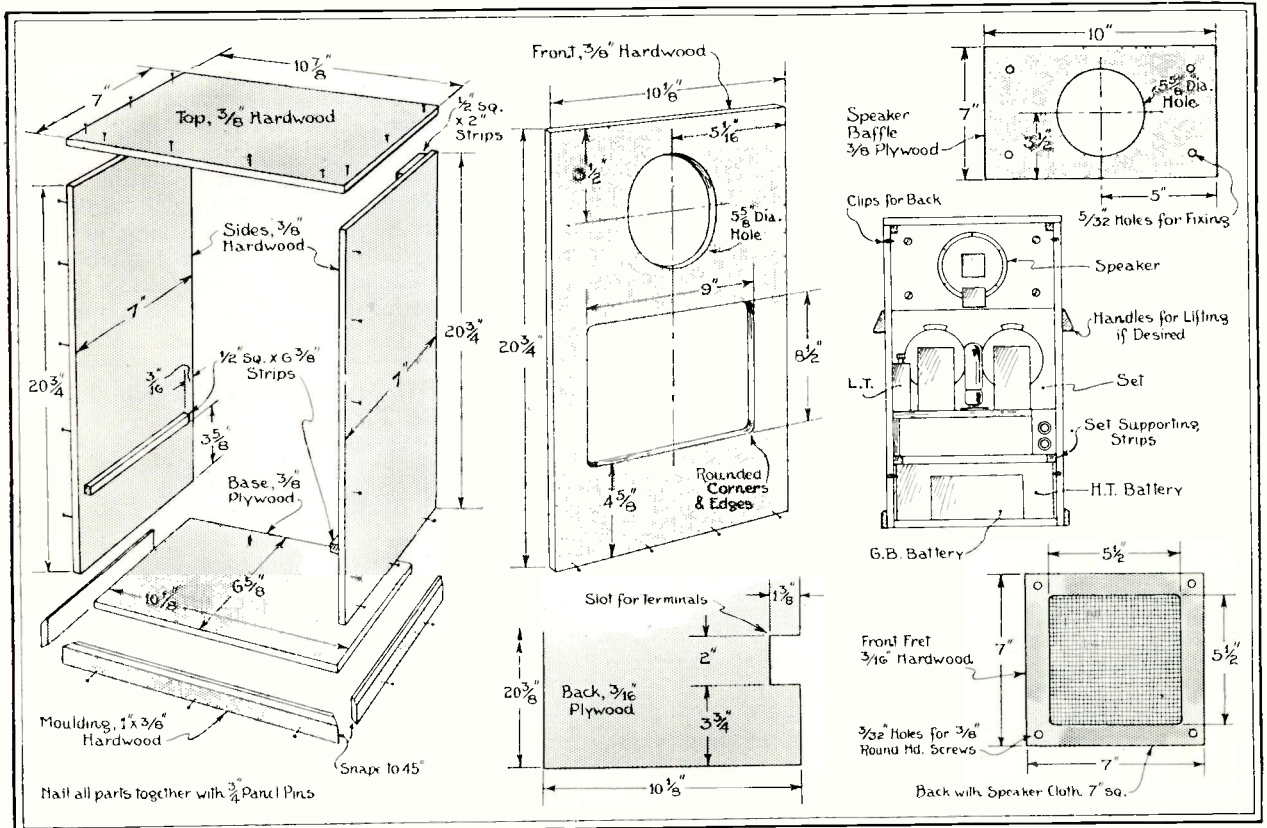 10 7/8"
7"
Top, 3/8" Hardwood
1/2" SQ.
x 2"
Strips
20 3/4"
Sides, 3/8"
Hardwood
7"
20 3/4"
7"
1/2" SQ. x 6 3/8"
Strips
3/16
3 5/8"
Base, 3/8"
Plywood
10 1/8"
6 5/8"
Moulding, 1" x 3/8"
Hardwood
Shape to 45°
Nail all parts together with 3/4" Panel Pins
Front, 3/8" Hardwood
10 1/8"
5 1/16"
3 1/2"
5 5/8" Dia.
Hole
9"
20 3/4"
8 1/2"
4 5/8"
Rounded
Corners
& Edges
Slot for Terminals
1 3/8"
2"
20 3/8"
Back, 3/16"
Plywood
3 3/4"
10 1/8"
10"
7"
Speaker
Baffle
3/8 Plywood
5 5/8" Dia.
Hole
3 1/2"
5"
5/32" Holes for Fixing
Clips for Back
Speaker
Handles for Lifting
if Desired
L.T.
Set
Set Supporting
Strips
H.T. Battery
G.B. Battery
5 1/2"
Front Fret
3/16" Hardwood
7"
5 1/2"
3/32" Holes for 3/8"
Round Hd. Screws
7"
Back with Speaker Cloth 7" sq.